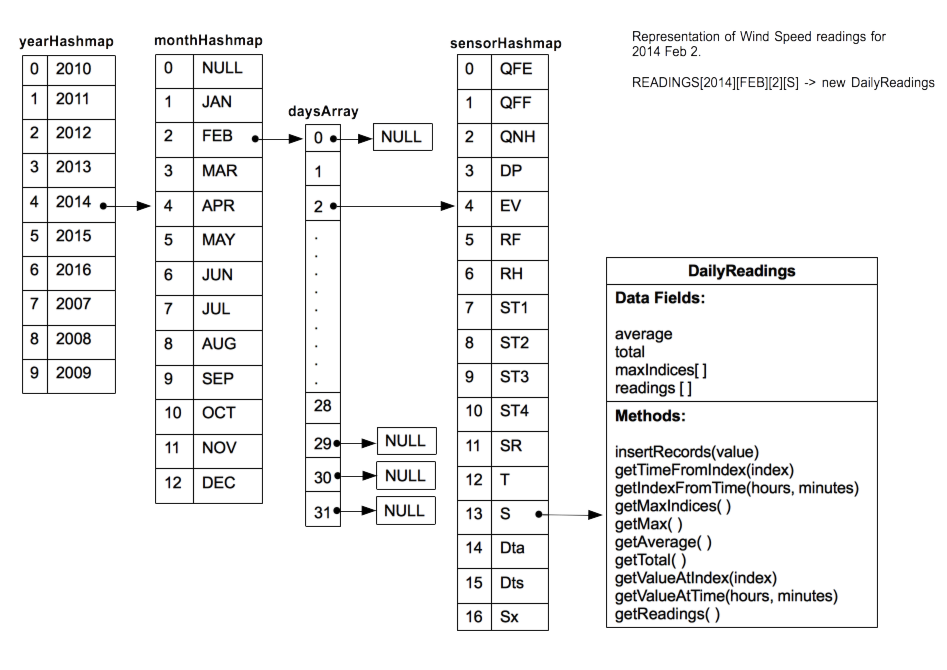 yearHashmap
0 2010
1 2011
2 2012
3 2013
4 2014
5 2015
6 2016
7 2007
8 2008
9 2009
monthHashmap
0 NULL
1 JAN
2 FEB
3 MAR
4 APR
5 MAY
6 JUN
7 JUL
8 AUG
9 SEP
10 OCT
11 NOV
12 DEC
daysArray
0 NULL
1
2
.
.
.
.
.
.
.
.
.
28
29 NULL
30 NULL
31 NULL
sensorHashmap
0 QFE
1 QFF
2 QNH
3 DP
4 EV
5 RF
6 RH
7 ST1
8 ST2
9 ST3
10 ST4
11 SR
12 T
13 S
14 Dta
15 Dts
16 Sx
Representation of Wind Speed readings for
2014 Feb 2.
READINGS[2014][FEB][2][S] -> new DailyReadings
DailyReadings
Data Fields:
average
total
maxIndices[ ]
readings [ ]
Methods:
insertRecords(value)
getTimeFromIndex(index)
getIndexFromTime(hours, minutes)
getMaxIndices( )
getMax( )
getAverage( )
getTotal( )
getValueAtIndex(index)
getValueAtTime(hours, minutes)
getReadings( )